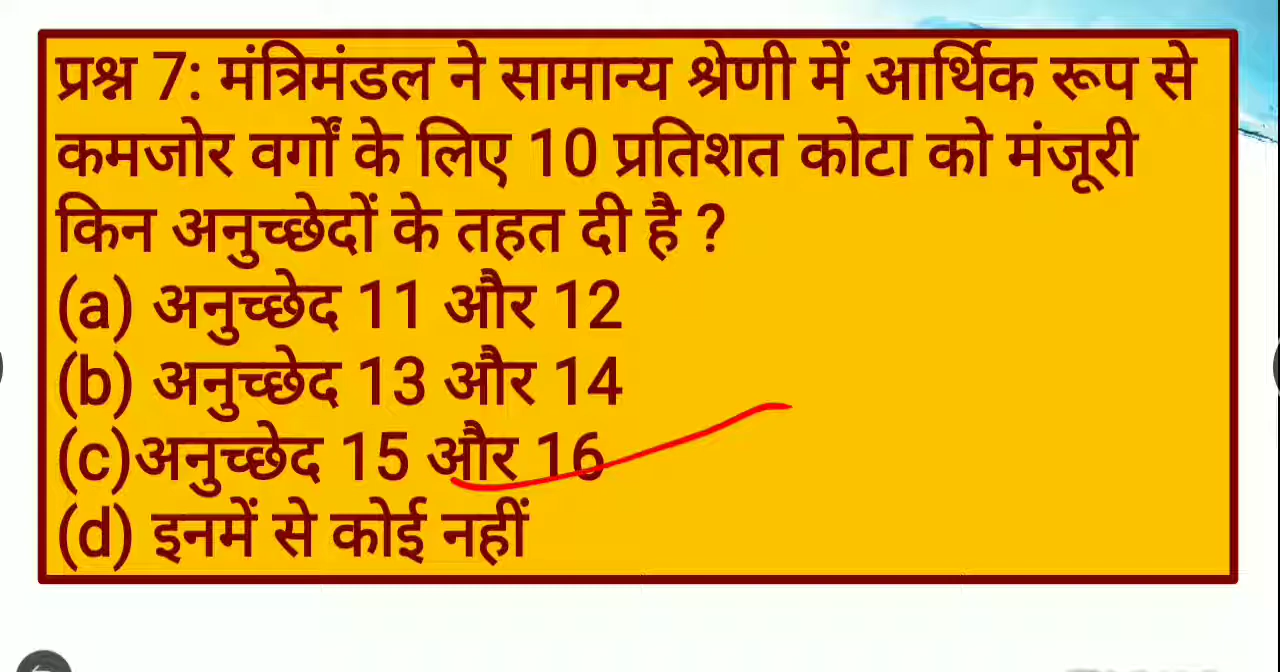 प्रश्न 7: मंत्रिमंडल ने सामान्य श्रेणी में आर्थिक रूप से
कमजोर वर्गों के लिए 10 प्रतिशत कोटा को मंजूरी
किन अनुच्छेदों के तहत दी है ?
(a) अनुच्छेद 11 और 12
(b) अनुच्छेद 13 और 14
(c)अनुच्छेद 15 और 16
(d) इनमें से कोई नहीं